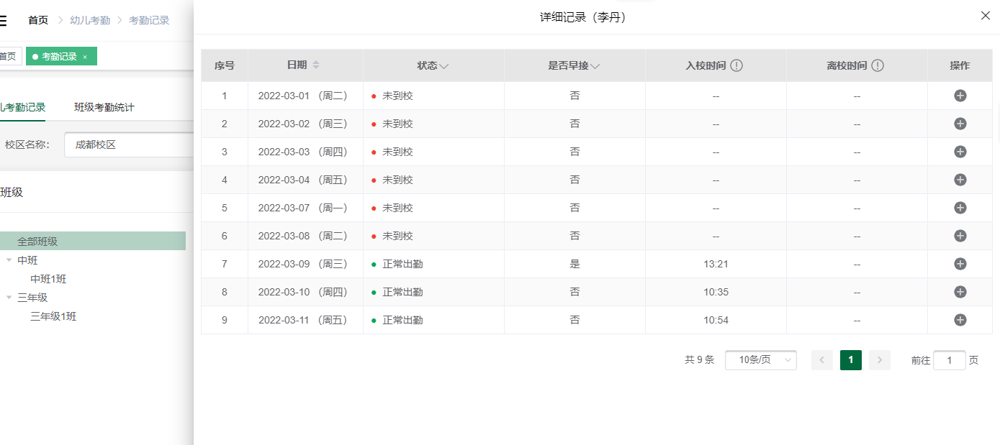 首页 > 幼儿考勤 > 考勤记录
首页 考勤记录 ×
儿考勤记录 班级考勤统计
校区名称： 成都校区
班级
全部班级
中班
中班1班
三年级
三年级1班
详细记录（李丹）
序号 日期 状态 是否早接 入校时间 离校时间 操作
1 2022-03-01 （周二） 未到校 否 -- --
2 2022-03-02 （周三） 未到校 否 -- --
3 2022-03-03 （周四） 未到校 否 -- --
4 2022-03-04 （周五） 未到校 否 -- --
5 2022-03-07 （周一） 未到校 否 -- --
6 2022-03-08 （周二） 未到校 否 -- --
7 2022-03-09 （周三） 正常出勤 是 13:21 --
8 2022-03-10 （周四） 正常出勤 否 10:35 --
9 2022-03-11 （周五） 正常出勤 否 10:54 --
共 9 条 10条/页 < 1 > 前往 1 页